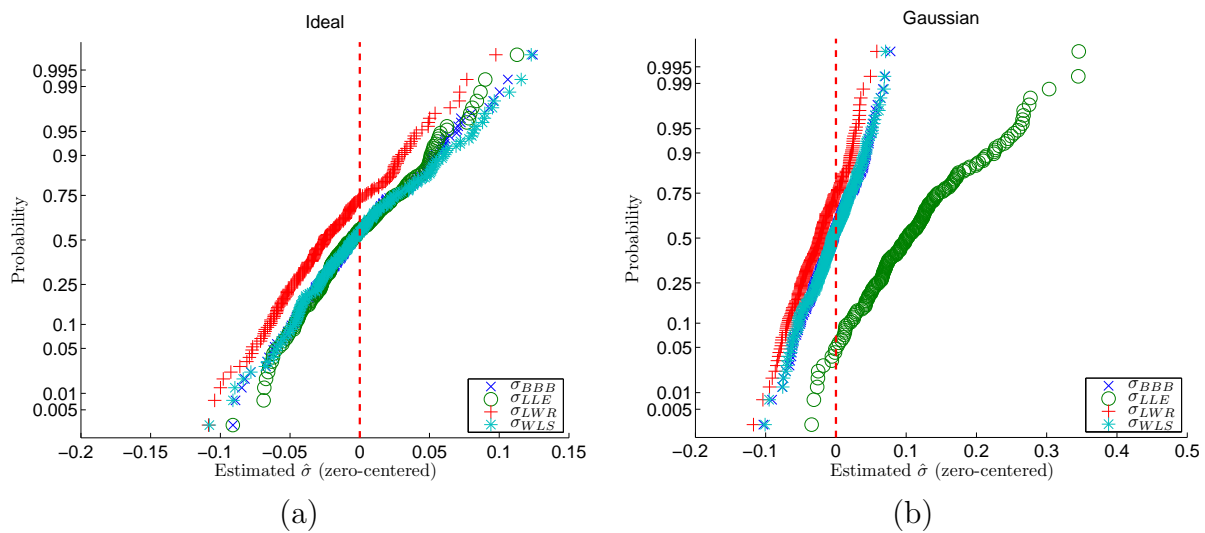 Ideal
0.995
0.99
0.95
0.9
0.75
0.5
0.25
0.1
0.05
0.01
0.005
Probability
σBBB
σLLE
σLWR
σWLS
−0.2 −0.15 −0.1 −0.05 0 0.05 0.1 0.15
Estimated σ̂ (zero-centered)
(a)
Gaussian
0.995
0.99
0.95
0.9
0.75
0.5
0.25
0.1
0.05
0.01
0.005
Probability
σBBB
σLLE
σLWR
σWLS
−0.2 −0.1 0 0.1 0.2 0.3 0.4 0.5
Estimated σ̂ (zero-centered)
(b)